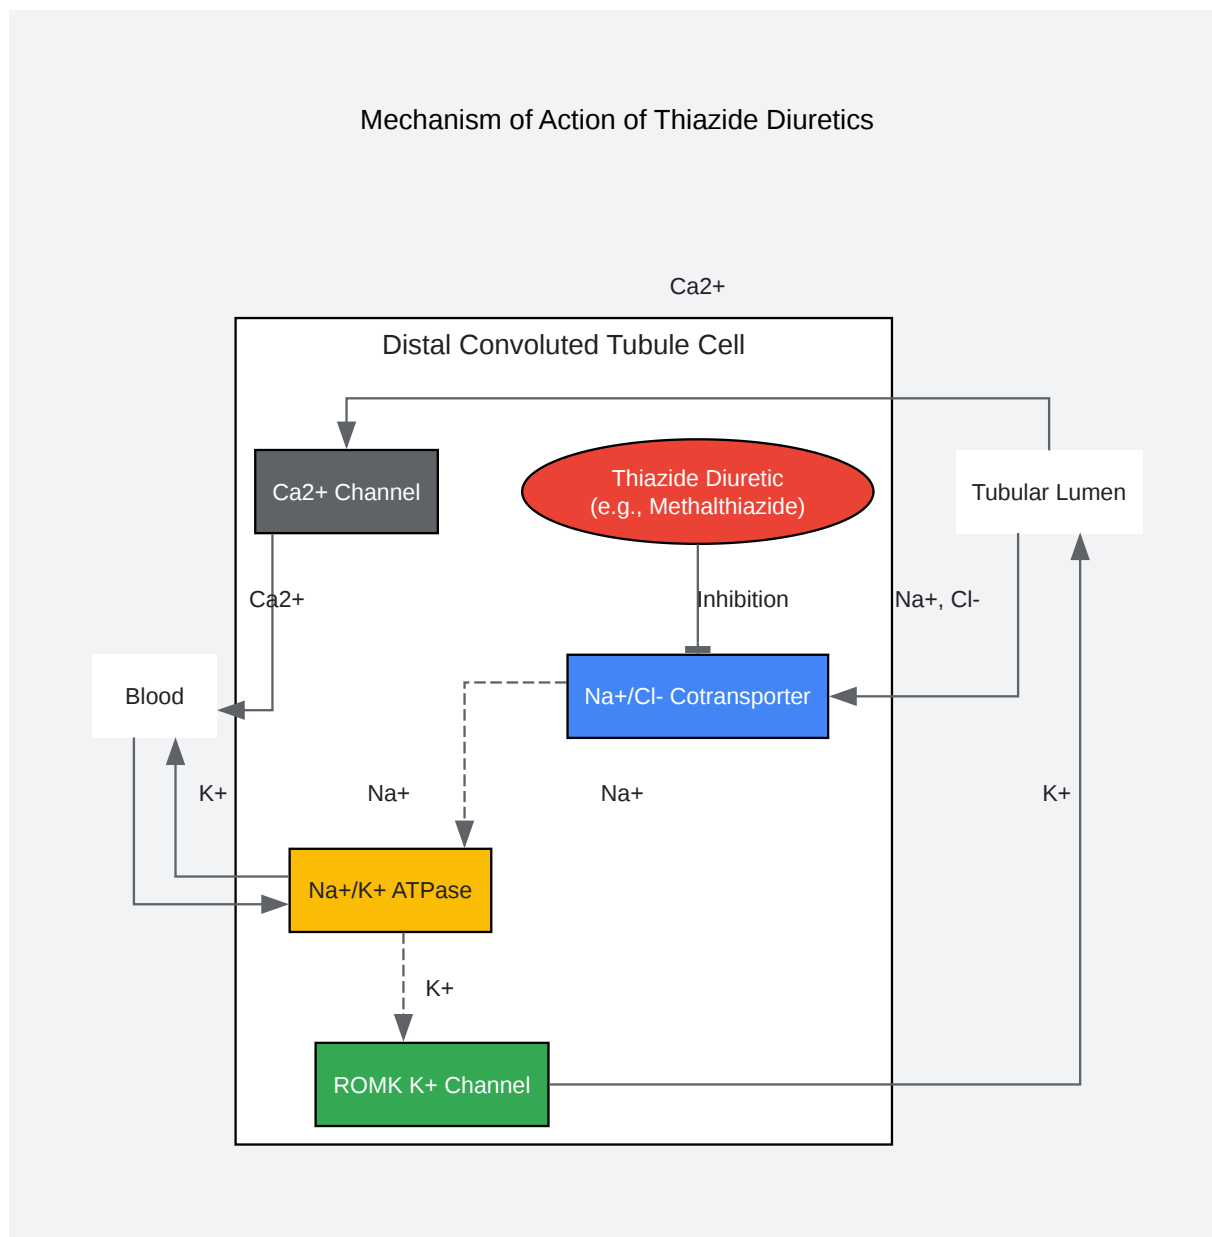 Mechanism of Action of Thiazide Diuretics
Ca2+
Distal Convoluted Tubule Cell
Ca2+ Channel
Thiazide Diuretic
(e.g., Methalthiazide)
Tubular Lumen
Ca2+
Inhibition
Na+, Cl-
Blood
Na+/Cl- Cotransporter
K+
Na+
Na+
K+
Na+/K+ ATPase
K+
ROMK K+ Channel